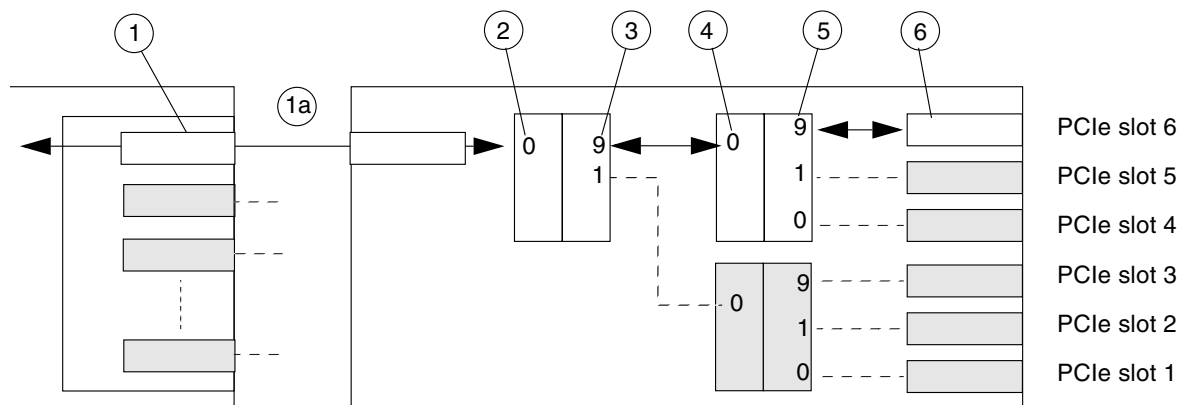 1 2 3 4 5 6
1a
0 9 0 9 PCIe slot 6
1 1 PCIe slot 5
0 PCIe slot 4
9 PCIe slot 3
0 1 PCIe slot 2
0 PCIe slot 1